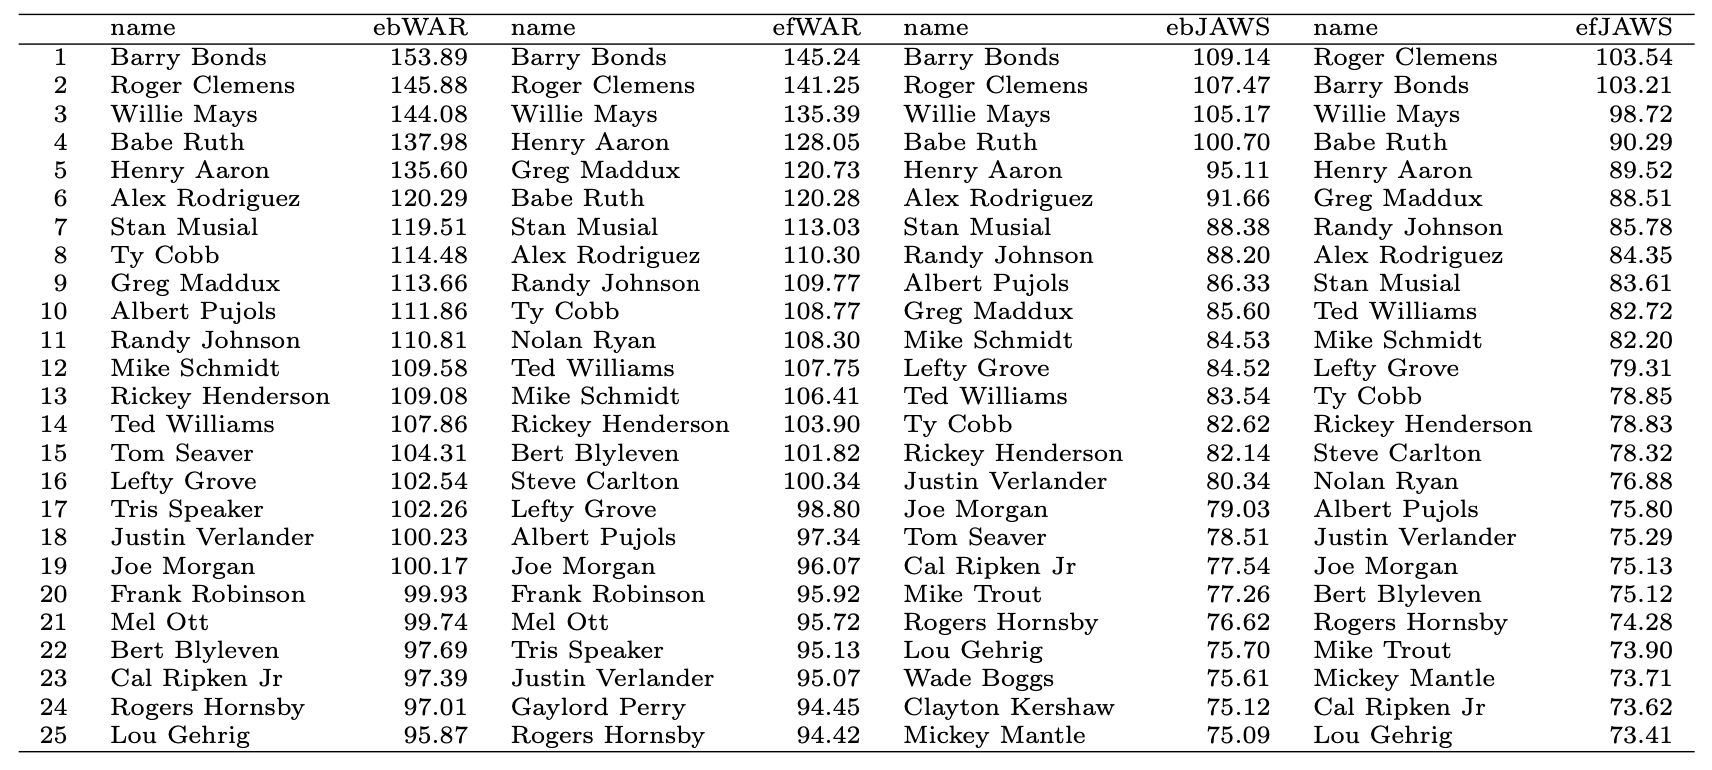 name ebWAR name efWAR name ebJAWS name efJAWS
1 Barry Bonds 153.89 Barry Bonds 145.24 Barry Bonds 109.14 Roger Clemens 103.54
2 Roger Clemens 145.88 Roger Clemens 141.25 Roger Clemens 107.47 Barry Bonds 103.21
3 Willie Mays 144.08 Willie Mays 135.39 Willie Mays 105.17 Willie Mays 98.72
4 Babe Ruth 137.98 Henry Aaron 128.05 Babe Ruth 100.70 Babe Ruth 90.29
5 Henry Aaron 135.60 Greg Maddux 120.73 Henry Aaron 95.11 Henry Aaron 89.52
6 Alex Rodriguez 120.29 Babe Ruth 120.28 Alex Rodriguez 91.66 Greg Maddux 88.51
7 Stan Musial 119.51 Stan Musial 113.03 Stan Musial 88.38 Randy Johnson 85.78
8 Ty Cobb 114.48 Alex Rodriguez 110.30 Randy Johnson 88.20 Alex Rodriguez 84.35
9 Greg Maddux 113.66 Randy Johnson 109.77 Albert Pujols 86.33 Stan Musial 83.61
10 Albert Pujols 111.86 Ty Cobb 108.77 Greg Maddux 85.60 Ted Williams 82.72
11 Randy Johnson 110.81 Nolan Ryan 108.30 Mike Schmidt 84.53 Mike Schmidt 82.20
12 Mike Schmidt 109.58 Ted Williams 107.75 Lefty Grove 84.52 Lefty Grove 79.31
13 Rickey Henderson 109.08 Mike Schmidt 106.41 Ted Williams 83.54 Ty Cobb 78.85
14 Ted Williams 107.86 Rickey Henderson 103.90 Ty Cobb 82.62 Rickey Henderson 78.83
15 Tom Seaver 104.31 Bert Blyleven 101.82 Rickey Henderson 82.14 Steve Carlton 78.32
16 Lefty Grove 102.54 Steve Carlton 100.34 Justin Verlander 80.34 Nolan Ryan 76.88
17 Tris Speaker 102.26 Lefty Grove 98.80 Joe Morgan 79.03 Albert Pujols 75.80
18 Justin Verlander 100.23 Albert Pujols 97.34 Tom Seaver 78.51 Justin Verlander 75.29
19 Joe Morgan 100.17 Joe Morgan 96.07 Cal Ripken Jr 77.54 Joe Morgan 75.13
20 Frank Robinson 99.93 Frank Robinson 95.92 Mike Trout 77.26 Bert Blyleven 75.12
21 Mel Ott 99.74 Mel Ott 95.72 Rogers Hornsby 76.62 Rogers Hornsby 74.28
22 Bert Blyleven 97.69 Tris Speaker 95.13 Lou Gehrig 75.70 Mike Trout 73.90
23 Cal Ripken Jr 97.39 Justin Verlander 95.07 Wade Boggs 75.61 Mickey Mantle 73.71
24 Rogers Hornsby 97.01 Gaylord Perry 94.45 Clayton Kershaw 75.12 Cal Ripken Jr 73.62
25 Lou Gehrig 95.87 Rogers Hornsby 94.42 Mickey Mantle 75.09 Lou Gehrig 73.41